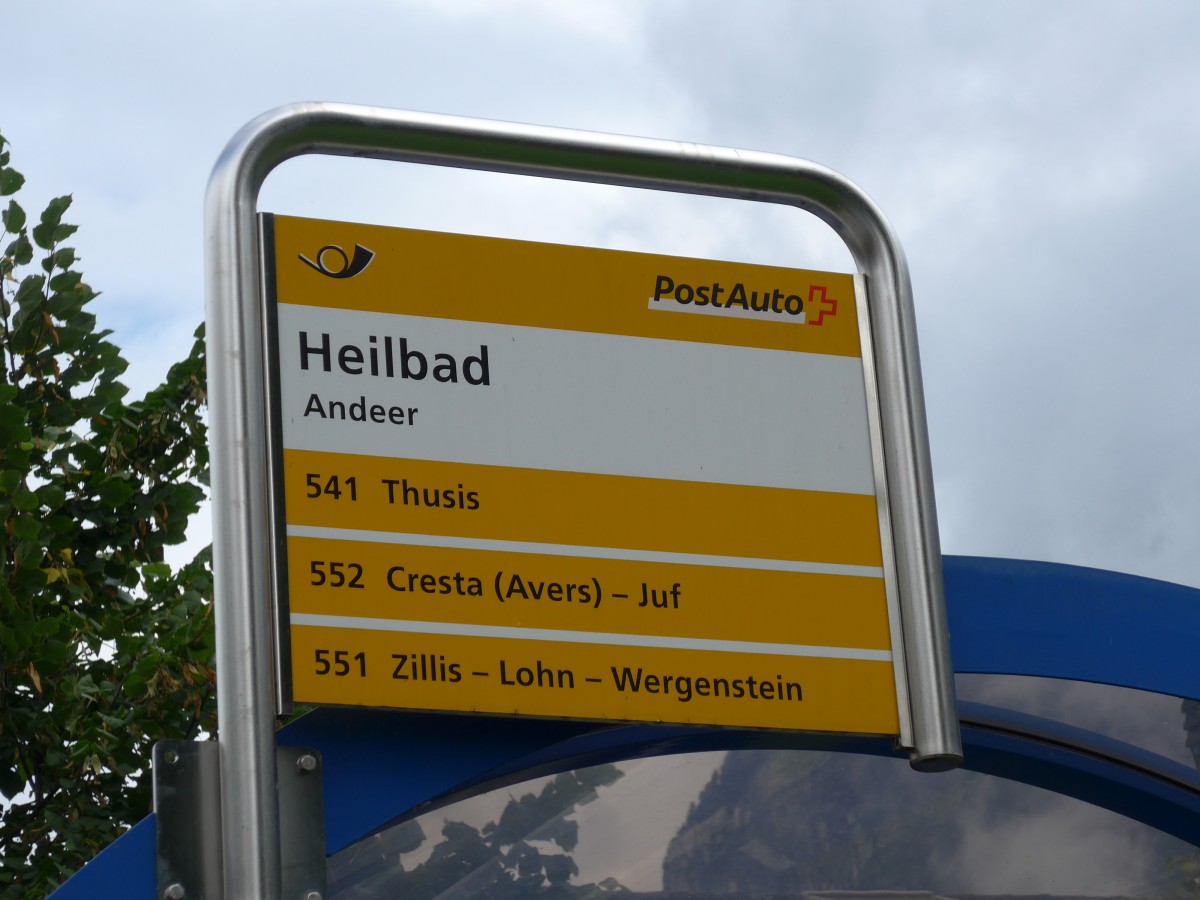 PostAuto
Heilbad
Andeer
541 Thusis
552 Cresta (Avers) – Juf
551 Zillis – Lohn – Wergenstein